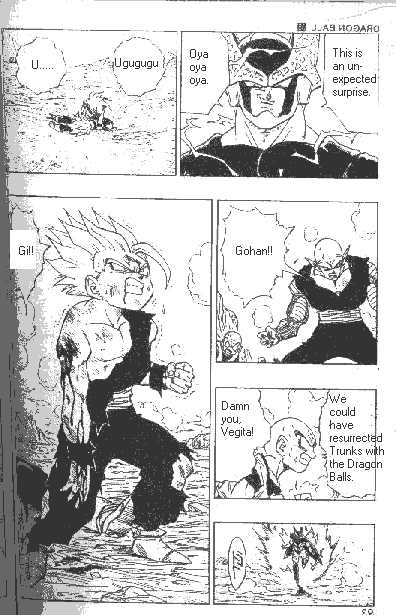 DRAGON BALL
U.....
Ugugugu
Oya
oya
oya.
This is
an un-
expected
surprise.
Gi!!
Gohan!!
Damn
you,
Vegita!
We
could
have
resurrected
Trunks with
the Dragon
Balls.